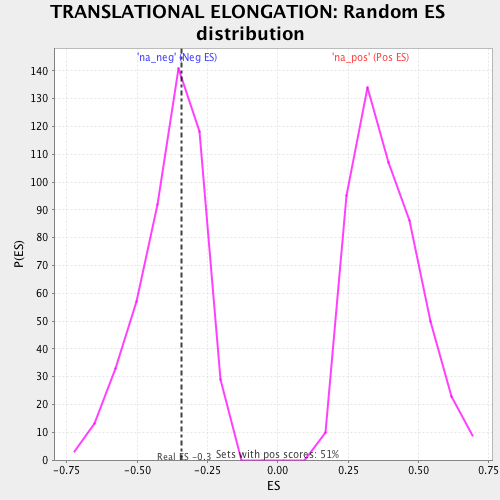 TRANSLATIONAL ELONGATION: Random ES
distribution
'na_neg' (Neg ES)
'na_pos' (Pos ES)
140
130
120
110
100
90
80
70
60
50
40
30
20
10
0
P(ES)
Real ES -0.3
Sets with pos scores: 51%
-0.75 -0.50 -0.25 0.00 0.25 0.50 0.75
ES